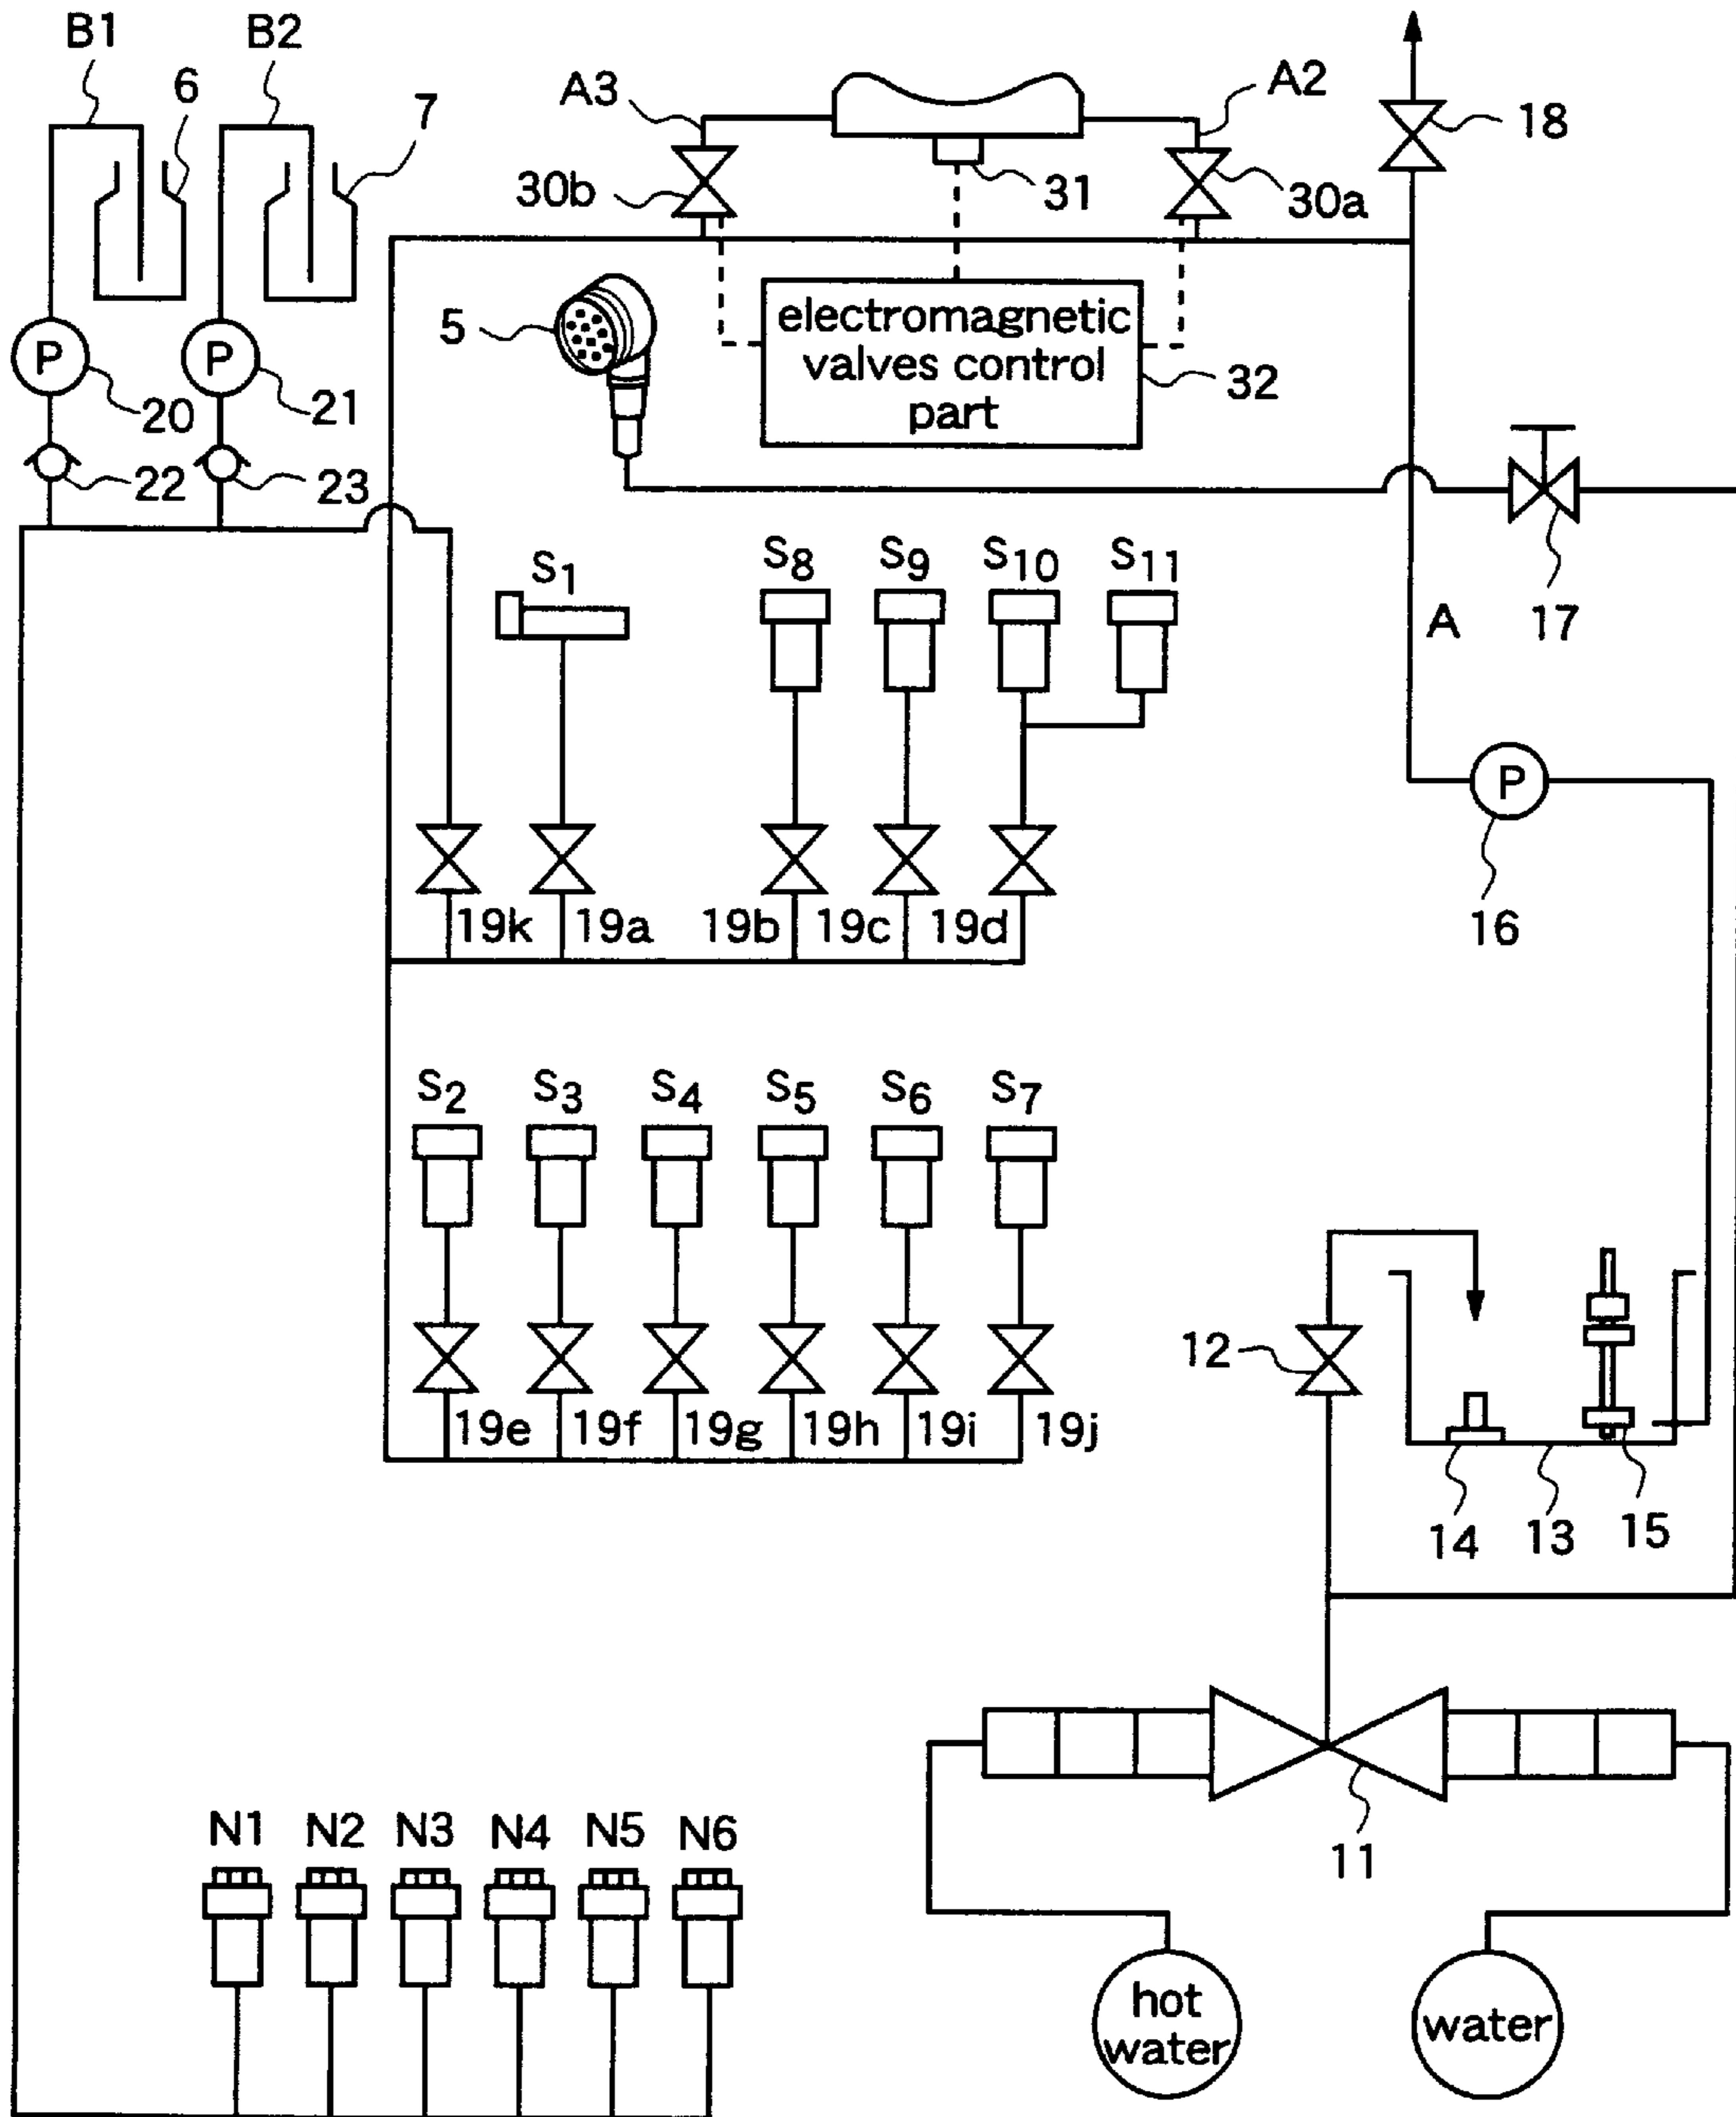 B1
B2
6
7
A3
A2
18
30b
31
30a
5
electromagnetic
valves control
part
32
P
P
20
21
22
23
17
S1
S8
S9
S10
S11
A
P
16
19k
19a
19b
19c
19d
S2
S3
S4
S5
S6
S7
12
19e
19f
19g
19h
19i
19j
14
13
15
11
N1
N2
N3
N4
N5
N6
hot
water
water